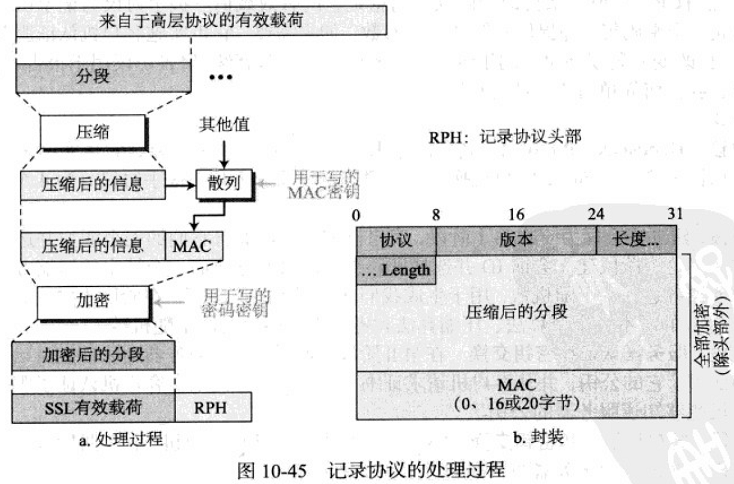 来自于高层协议的有效载荷
分段
•••
压缩
其他值
RPH：记录协议头部
压缩后的信息
散列
用于写的
MAC密钥
压缩后的信息
MAC
加密
用于写的
密码密钥
加密后的分段
SSL有效载荷
RPH
a. 处理过程
0
8
16
24
31
协议
版本
长度...
... Length
压缩后的分段
MAC
（0、16或20字节）
全部加密
（除头部外）
b. 封装
图 10-45 记录协议的处理过程